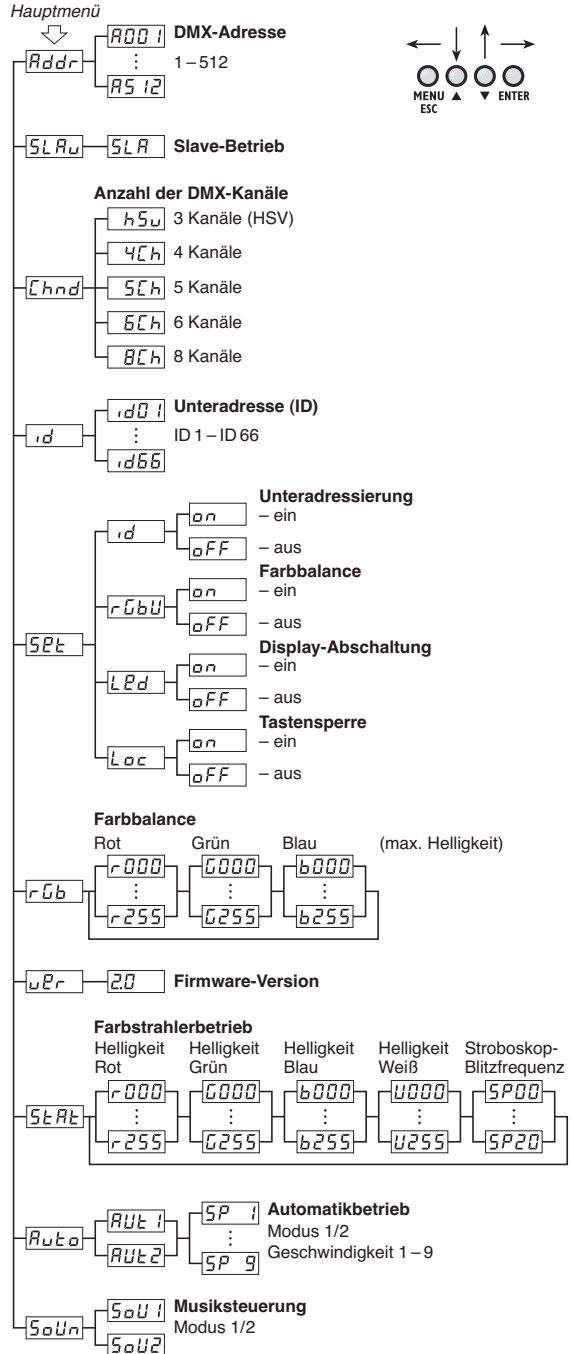 Hauptmenü
Addr
A001
DMX-Adresse
⋮
1 – 512
A512
MENU ESC ▲ ▼ ENTER
SLAv
SLA
Slave-Betrieb
Anzahl der DMX-Kanäle
Chnd
hSv 3 Kanäle (HSV)
4Ch 4 Kanäle
5Ch 5 Kanäle
6Ch 6 Kanäle
8Ch 8 Kanäle
id
id01
Unteradresse (ID)
⋮
ID 1 – ID 66
id66
SEt
Unteradressierung
id
on – ein
oFF – aus
Farbbalance
rGbU
on – ein
oFF – aus
Display-Abschaltung
LEd
on – ein
oFF – aus
Tastensperre
Loc
on – ein
oFF – aus
Farbbalance
Rot Grün Blau (max. Helligkeit)
rGb
r000 G000 b000
⋮ ⋮ ⋮
r255 G255 b255
vEr
2.0
Firmware-Version
Farbstrahlerbetrieb
Helligkeit Helligkeit Helligkeit Helligkeit Stroboskop-
Rot Grün Blau Weiß Blitzfrequenz
StAt
r000 G000 b000 U000 SP00
⋮ ⋮ ⋮ ⋮ ⋮
r255 G255 b255 U255 SP20
Auto
AUt1
AUt2
SP 1
⋮
SP 9
Automatikbetrieb
Modus 1/2
Geschwindigkeit 1 – 9
SoUn
SoU1
SoU2
Musiksteuerung
Modus 1/2